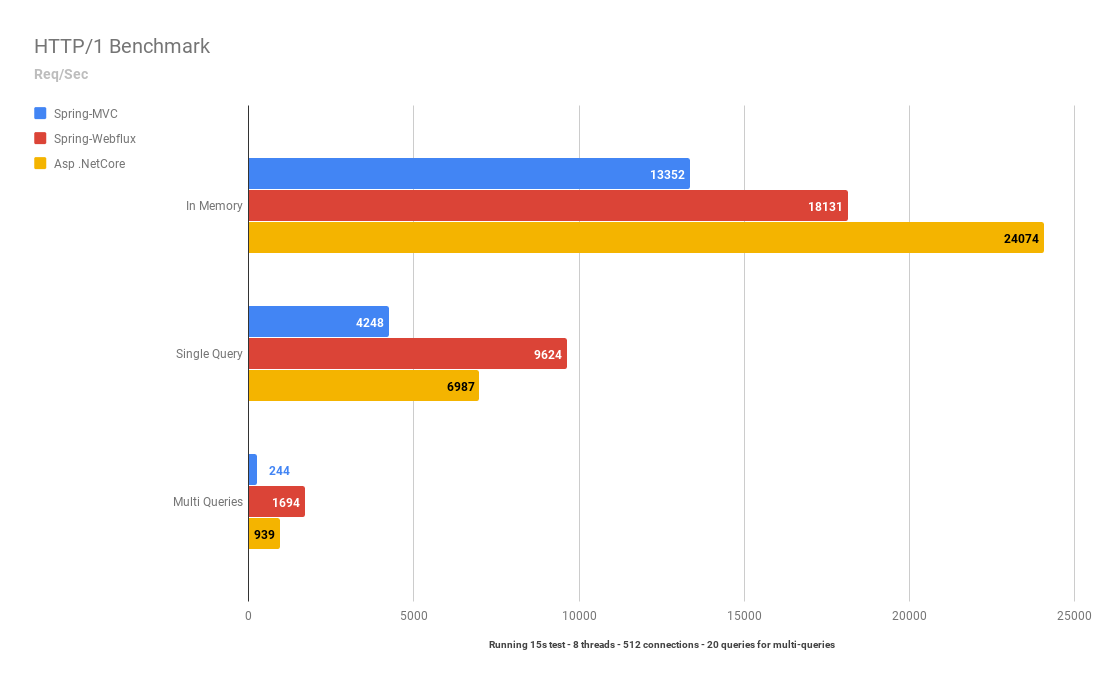 HTTP/1 Benchmark
Req/Sec
Spring-MVC
Spring-Webflux
Asp .NetCore
In Memory
13352
18131
24074
Single Query
4248
9624
6987
Multi Queries
244
1694
939
0 5000 10000 15000 20000 25000
Running 15s test - 8 threads - 512 connections - 20 queries for multi-queries